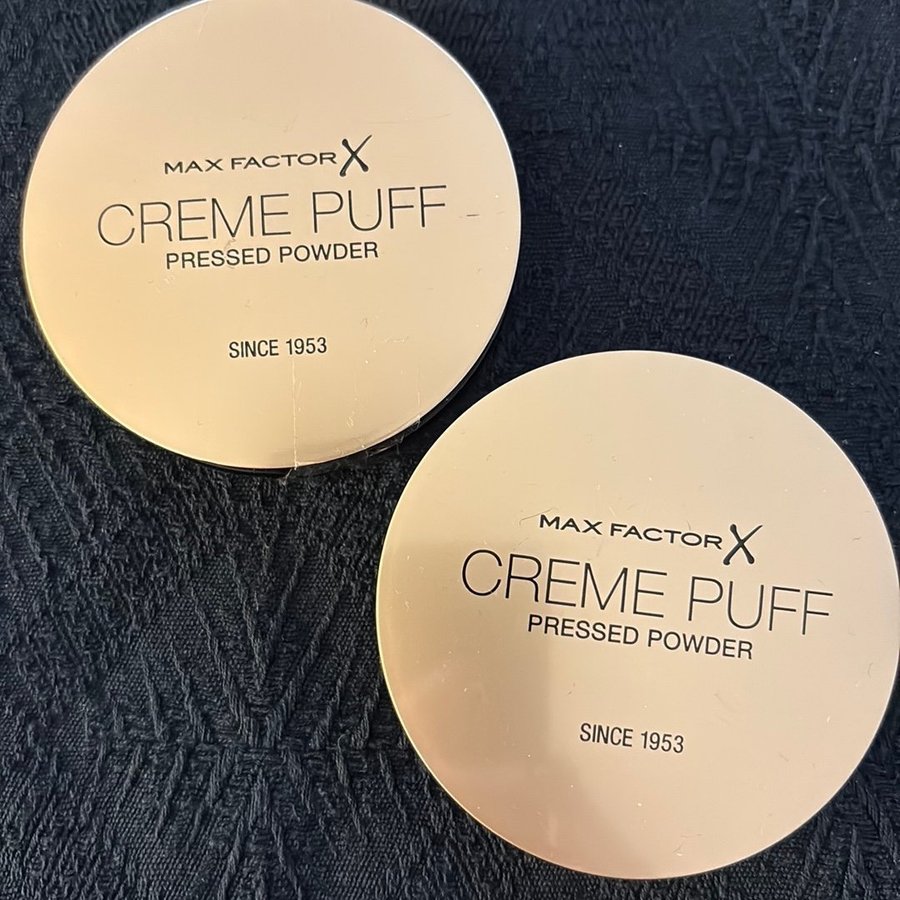 MAX FACTOR X
CREME PUFF
PRESSED POWDER
SINCE 1953
MAX FACTOR X
CREME PUFF
PRESSED POWDER
SINCE 1953